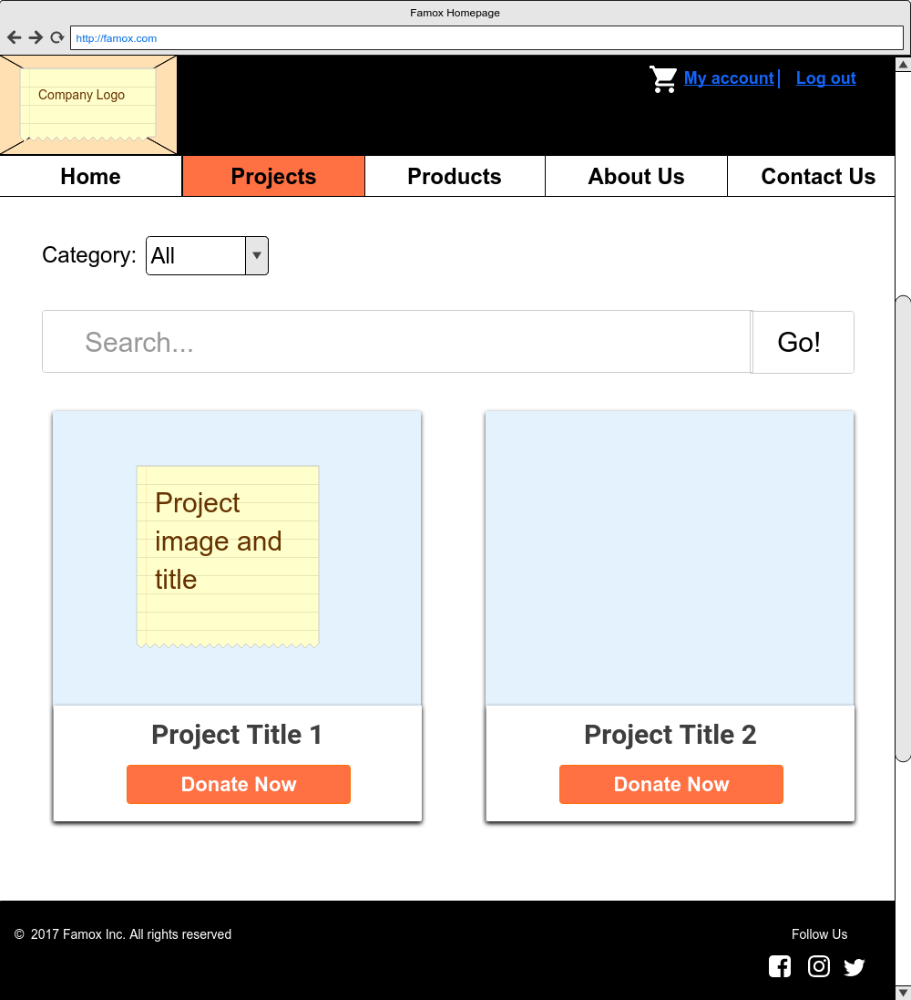 Famox Homepage
http://famox.com
Company Logo
My account
Log out
Home
Projects
Products
About Us
Contact Us
Category:
All
Search...
Go!
Project
image and
title
Project Title 1
Project Title 2
Donate Now
Donate Now
© 2017 Famox Inc. All rights reserved
Follow Us